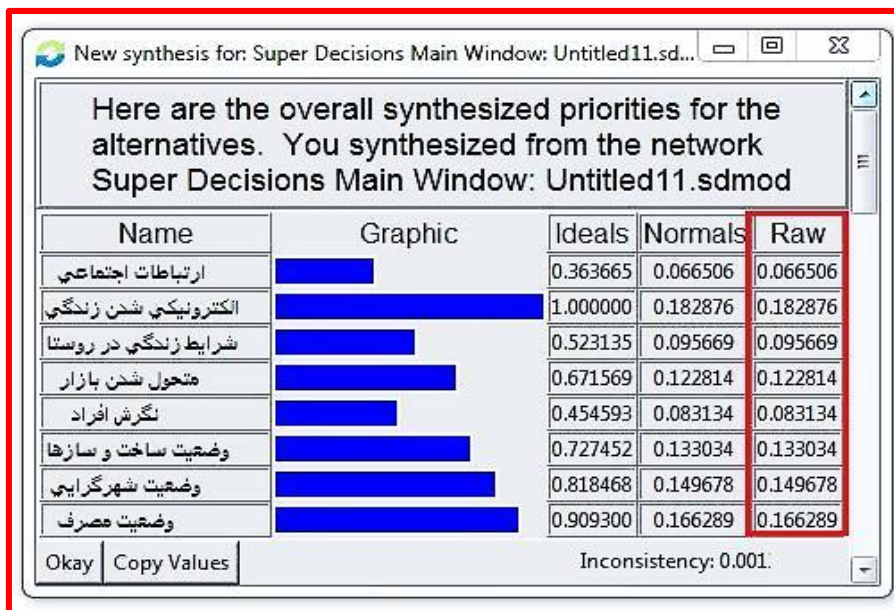 New synthesis for: Super Decisions Main Window: Untitled11.sd...
Here are the overall synthesized priorities for the
alternatives. You synthesized from the network
Super Decisions Main Window: Untitled11.sdmod
Name Graphic Ideals Normals Raw
ارتباطات اجتماعي 0.363665 0.066506 0.066506
الكترونيكي شدن زندگي 1.000000 0.182876 0.182876
شرايط زندگي در روستا 0.523135 0.095669 0.095669
متحول شدن بازار 0.671569 0.122814 0.122814
نگرش افراد 0.454593 0.083134 0.083134
وضعيت ساخت و سازها 0.727452 0.133034 0.133034
وضعيت شهرگرايي 0.818468 0.149678 0.149678
وضعيت مصرف 0.909300 0.166289 0.166289
Okay Copy Values Inconsistency: 0.001